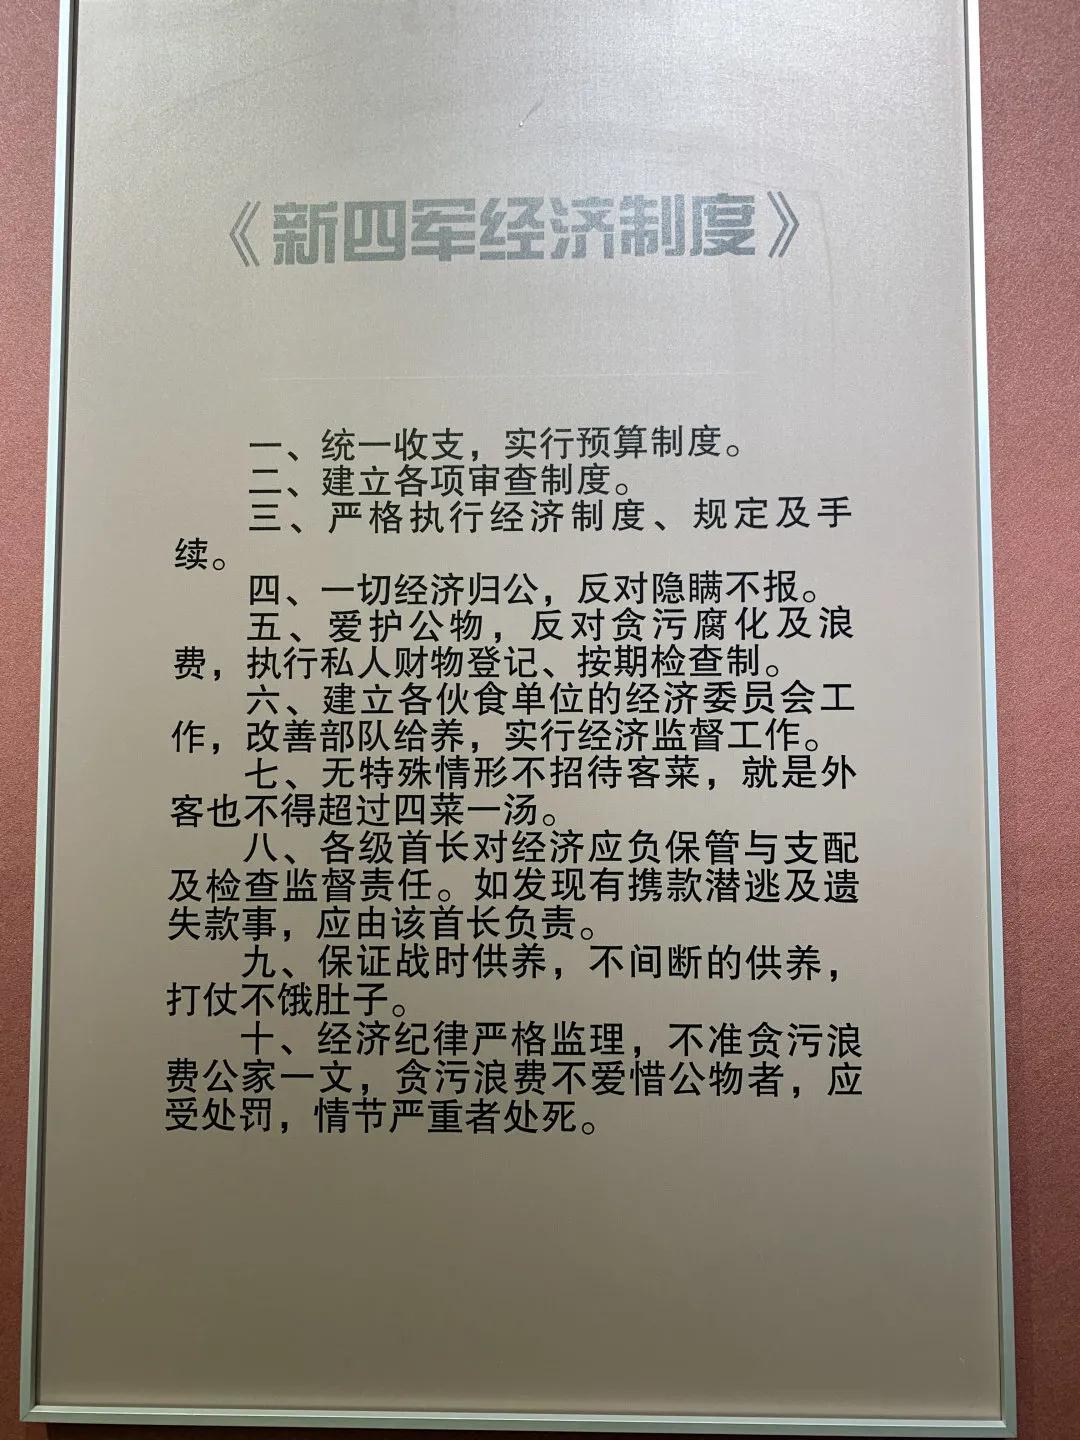 《新四军经济制度》
一、统一收支，实行预算制度。
二、建立各项审查制度。
三、严格执行经济制度、规定及手
续。
四、一切经济归公，反对隐瞒不报。
五、爱护公物，反对贪污腐化及浪
费，执行私人财物登记、按期检查制。
六、建立各伙食单位的经济委员会工
作，改善部队给养，实行经济监督工作。
七、无特殊情形不招待客菜，就是外
客也不得超过四菜一汤。
八、各级首长对经济应负保管与支配
及检查监督责任。如发现有携款潜逃及遗
失款事，应由该首长负责。
九、保证战时供养，不间断的供养，
打仗不饿肚子。
十、经济纪律严格监理，不准贪污浪
费公家一文，贪污浪费不爱惜公物者，应
受处罚，情节严重者处死。